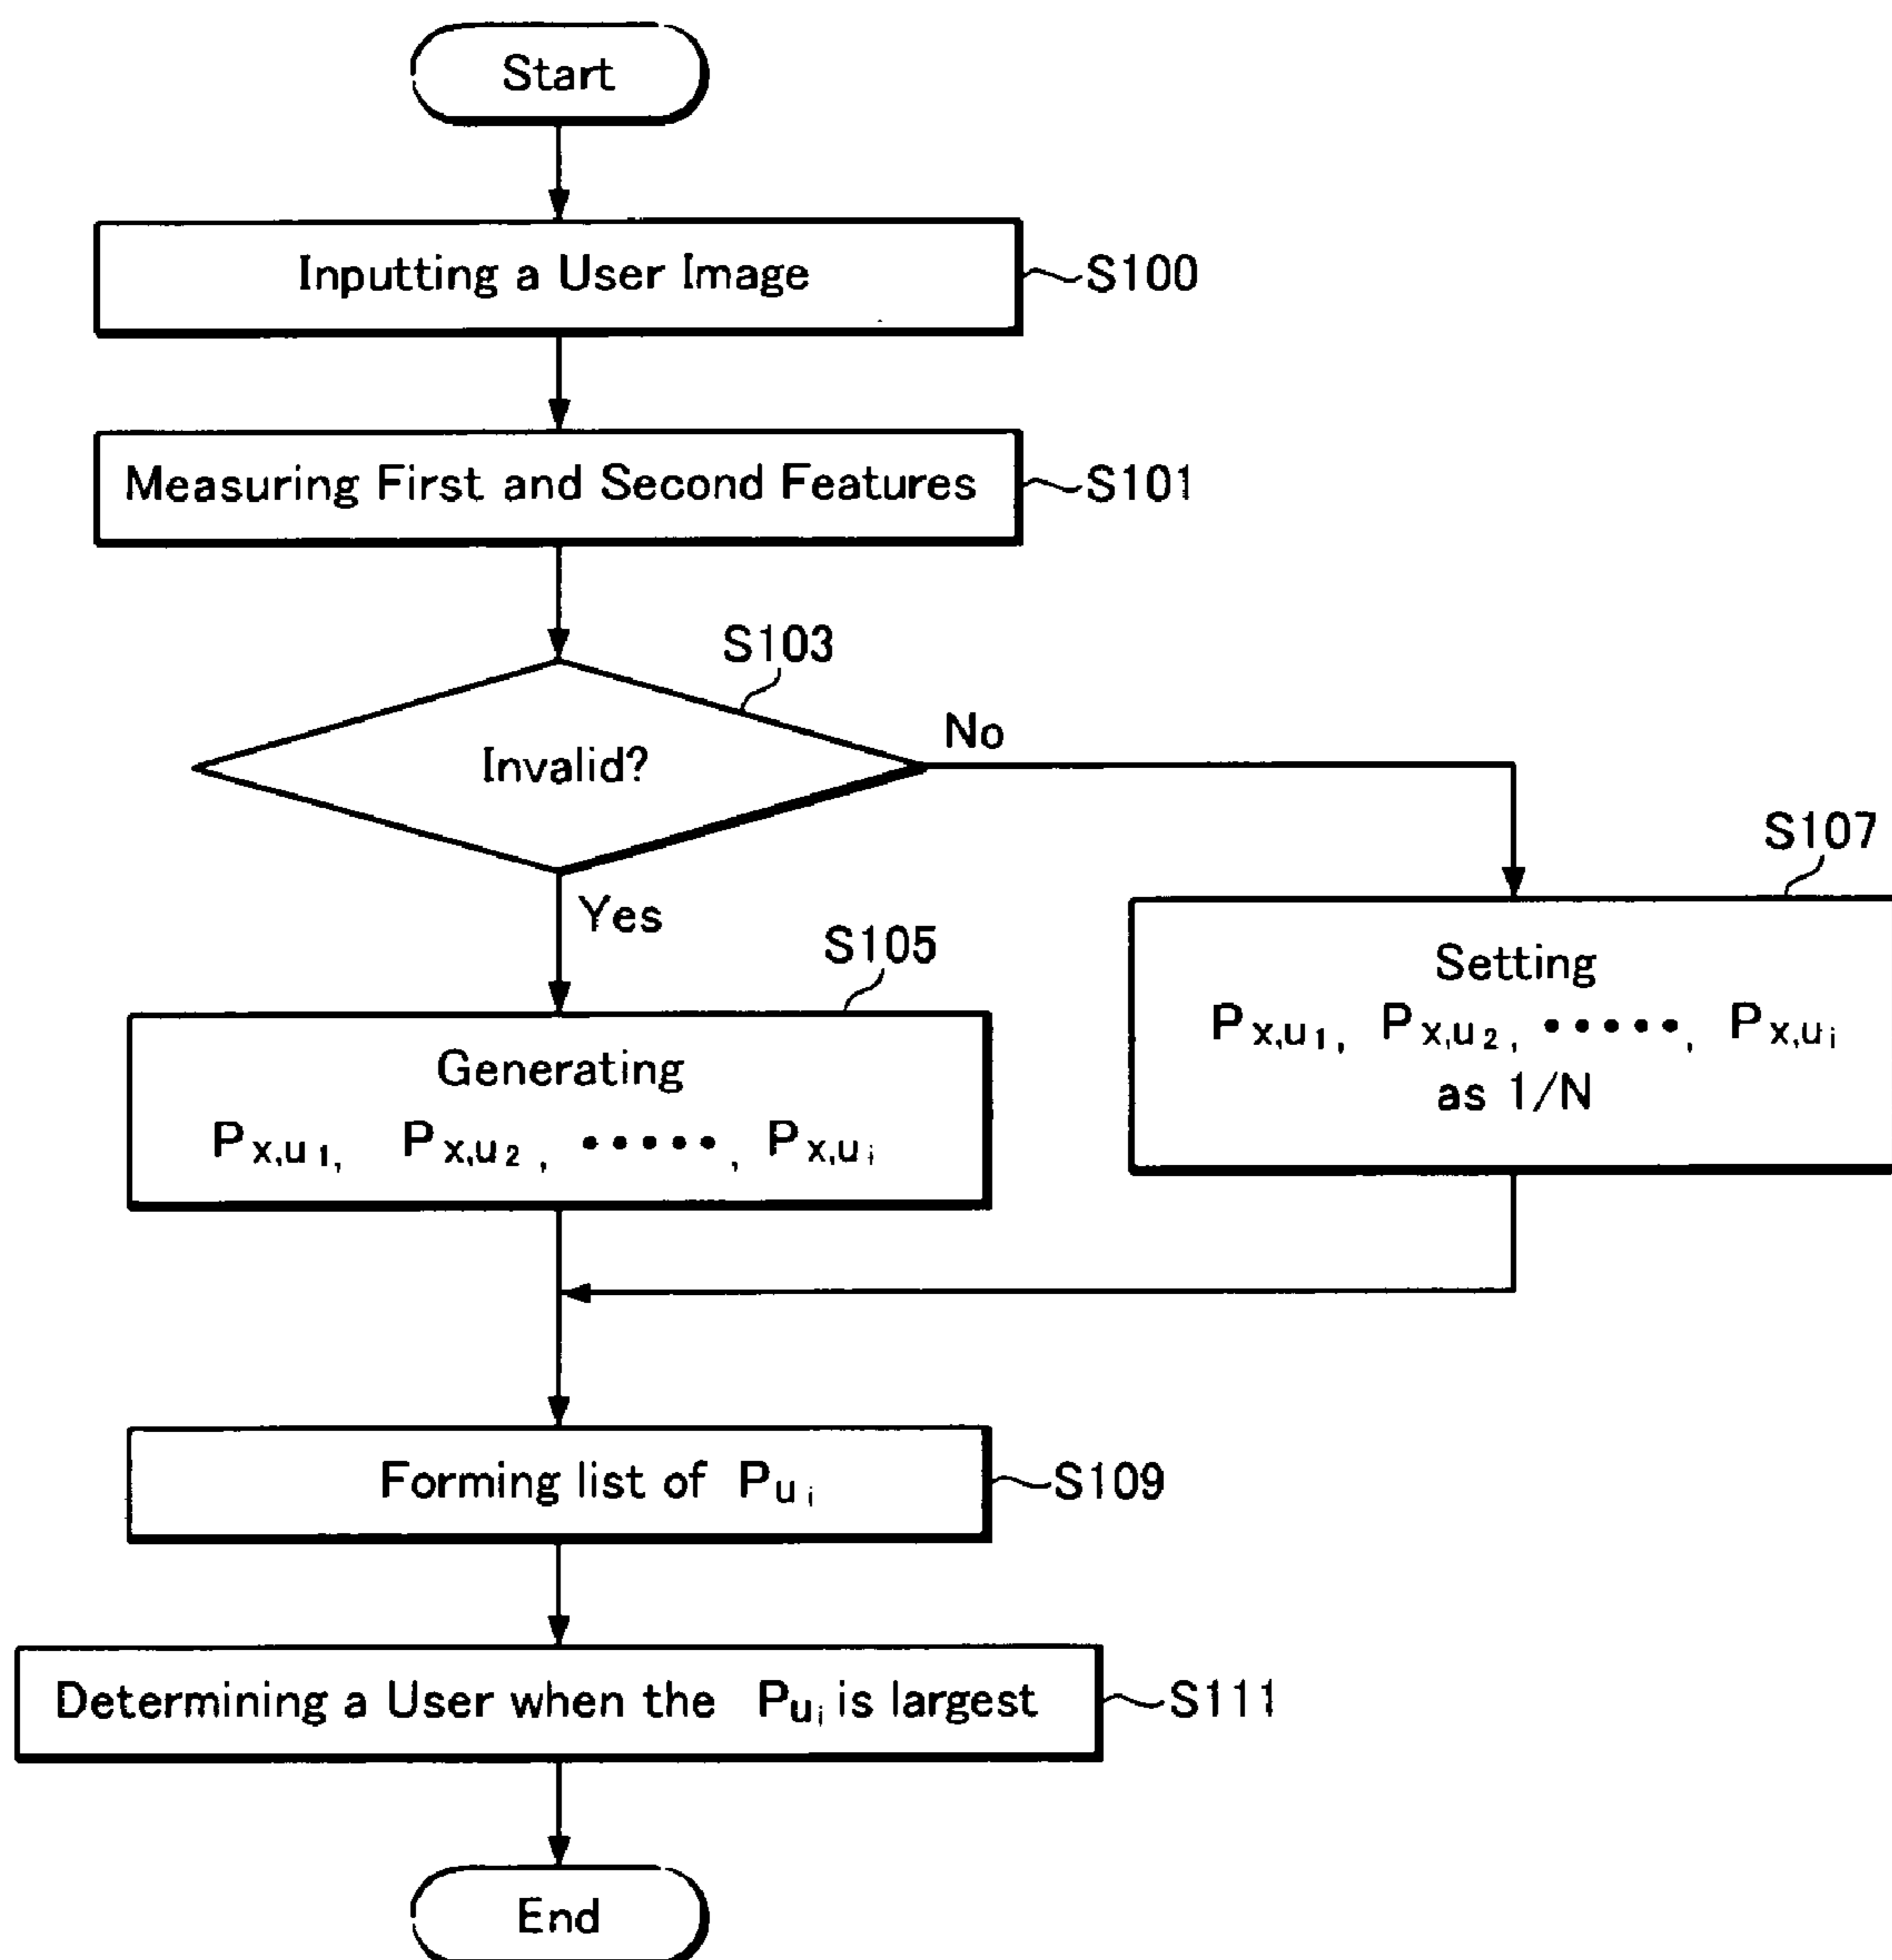 Start
Inputting a User Image
S100
Measuring First and Second Features
S101
S103
Invalid?
No
Yes
S107
Setting
Px,u1, Px,u2, •••••, Px,ui
as 1/N
S105
Generating
Px,u1, Px,u2, •••••, Px,ui
Forming list of Pui
S109
Determining a User when the Pui is largest
S111
End